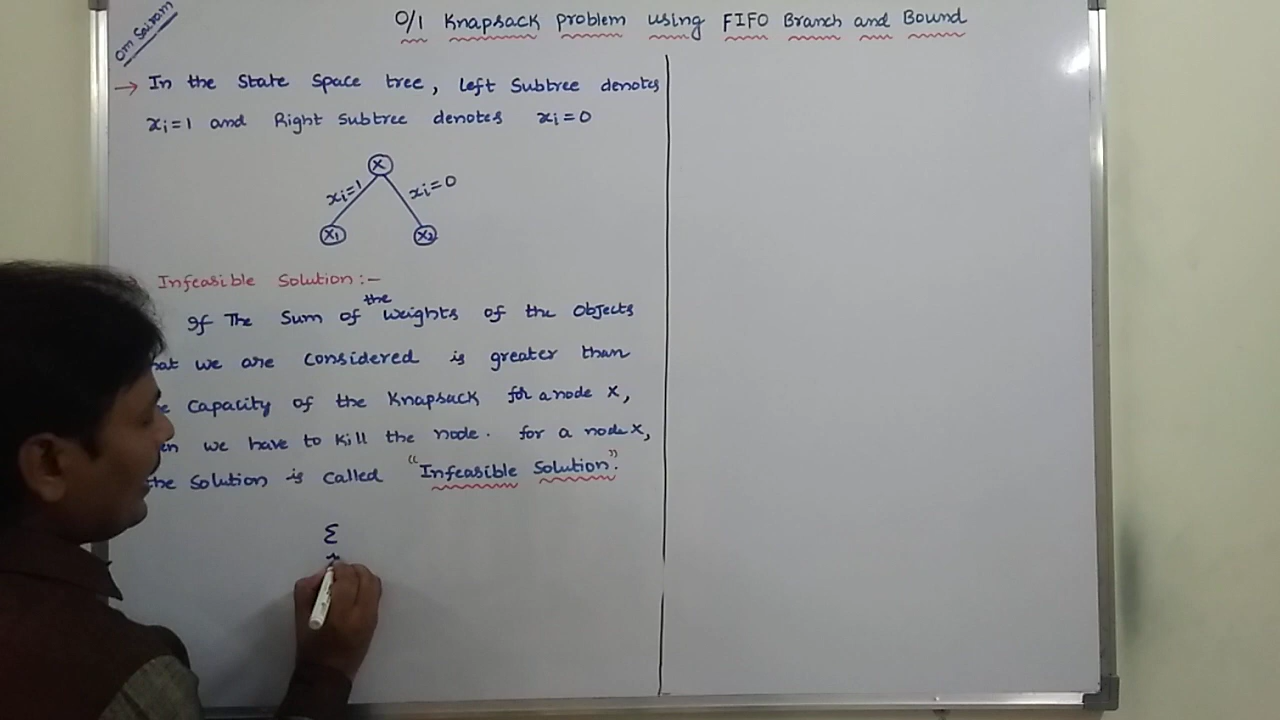 Om Sairam
0/1 Knapsack problem using FIFO Branch and Bound
→ In the State Space tree, Left Subtree denotes
xi=1 and Right Subtree denotes xi=0
X
xi=1 xi=0
X1 X2
Infeasible Solution :-
If The Sum of the Weights of the Objects
we are considered is greater than
Capacity of the Knapsack for a node X,
we have to kill the node. for a node X,
the Solution is called "Infeasible Solution".
Σ